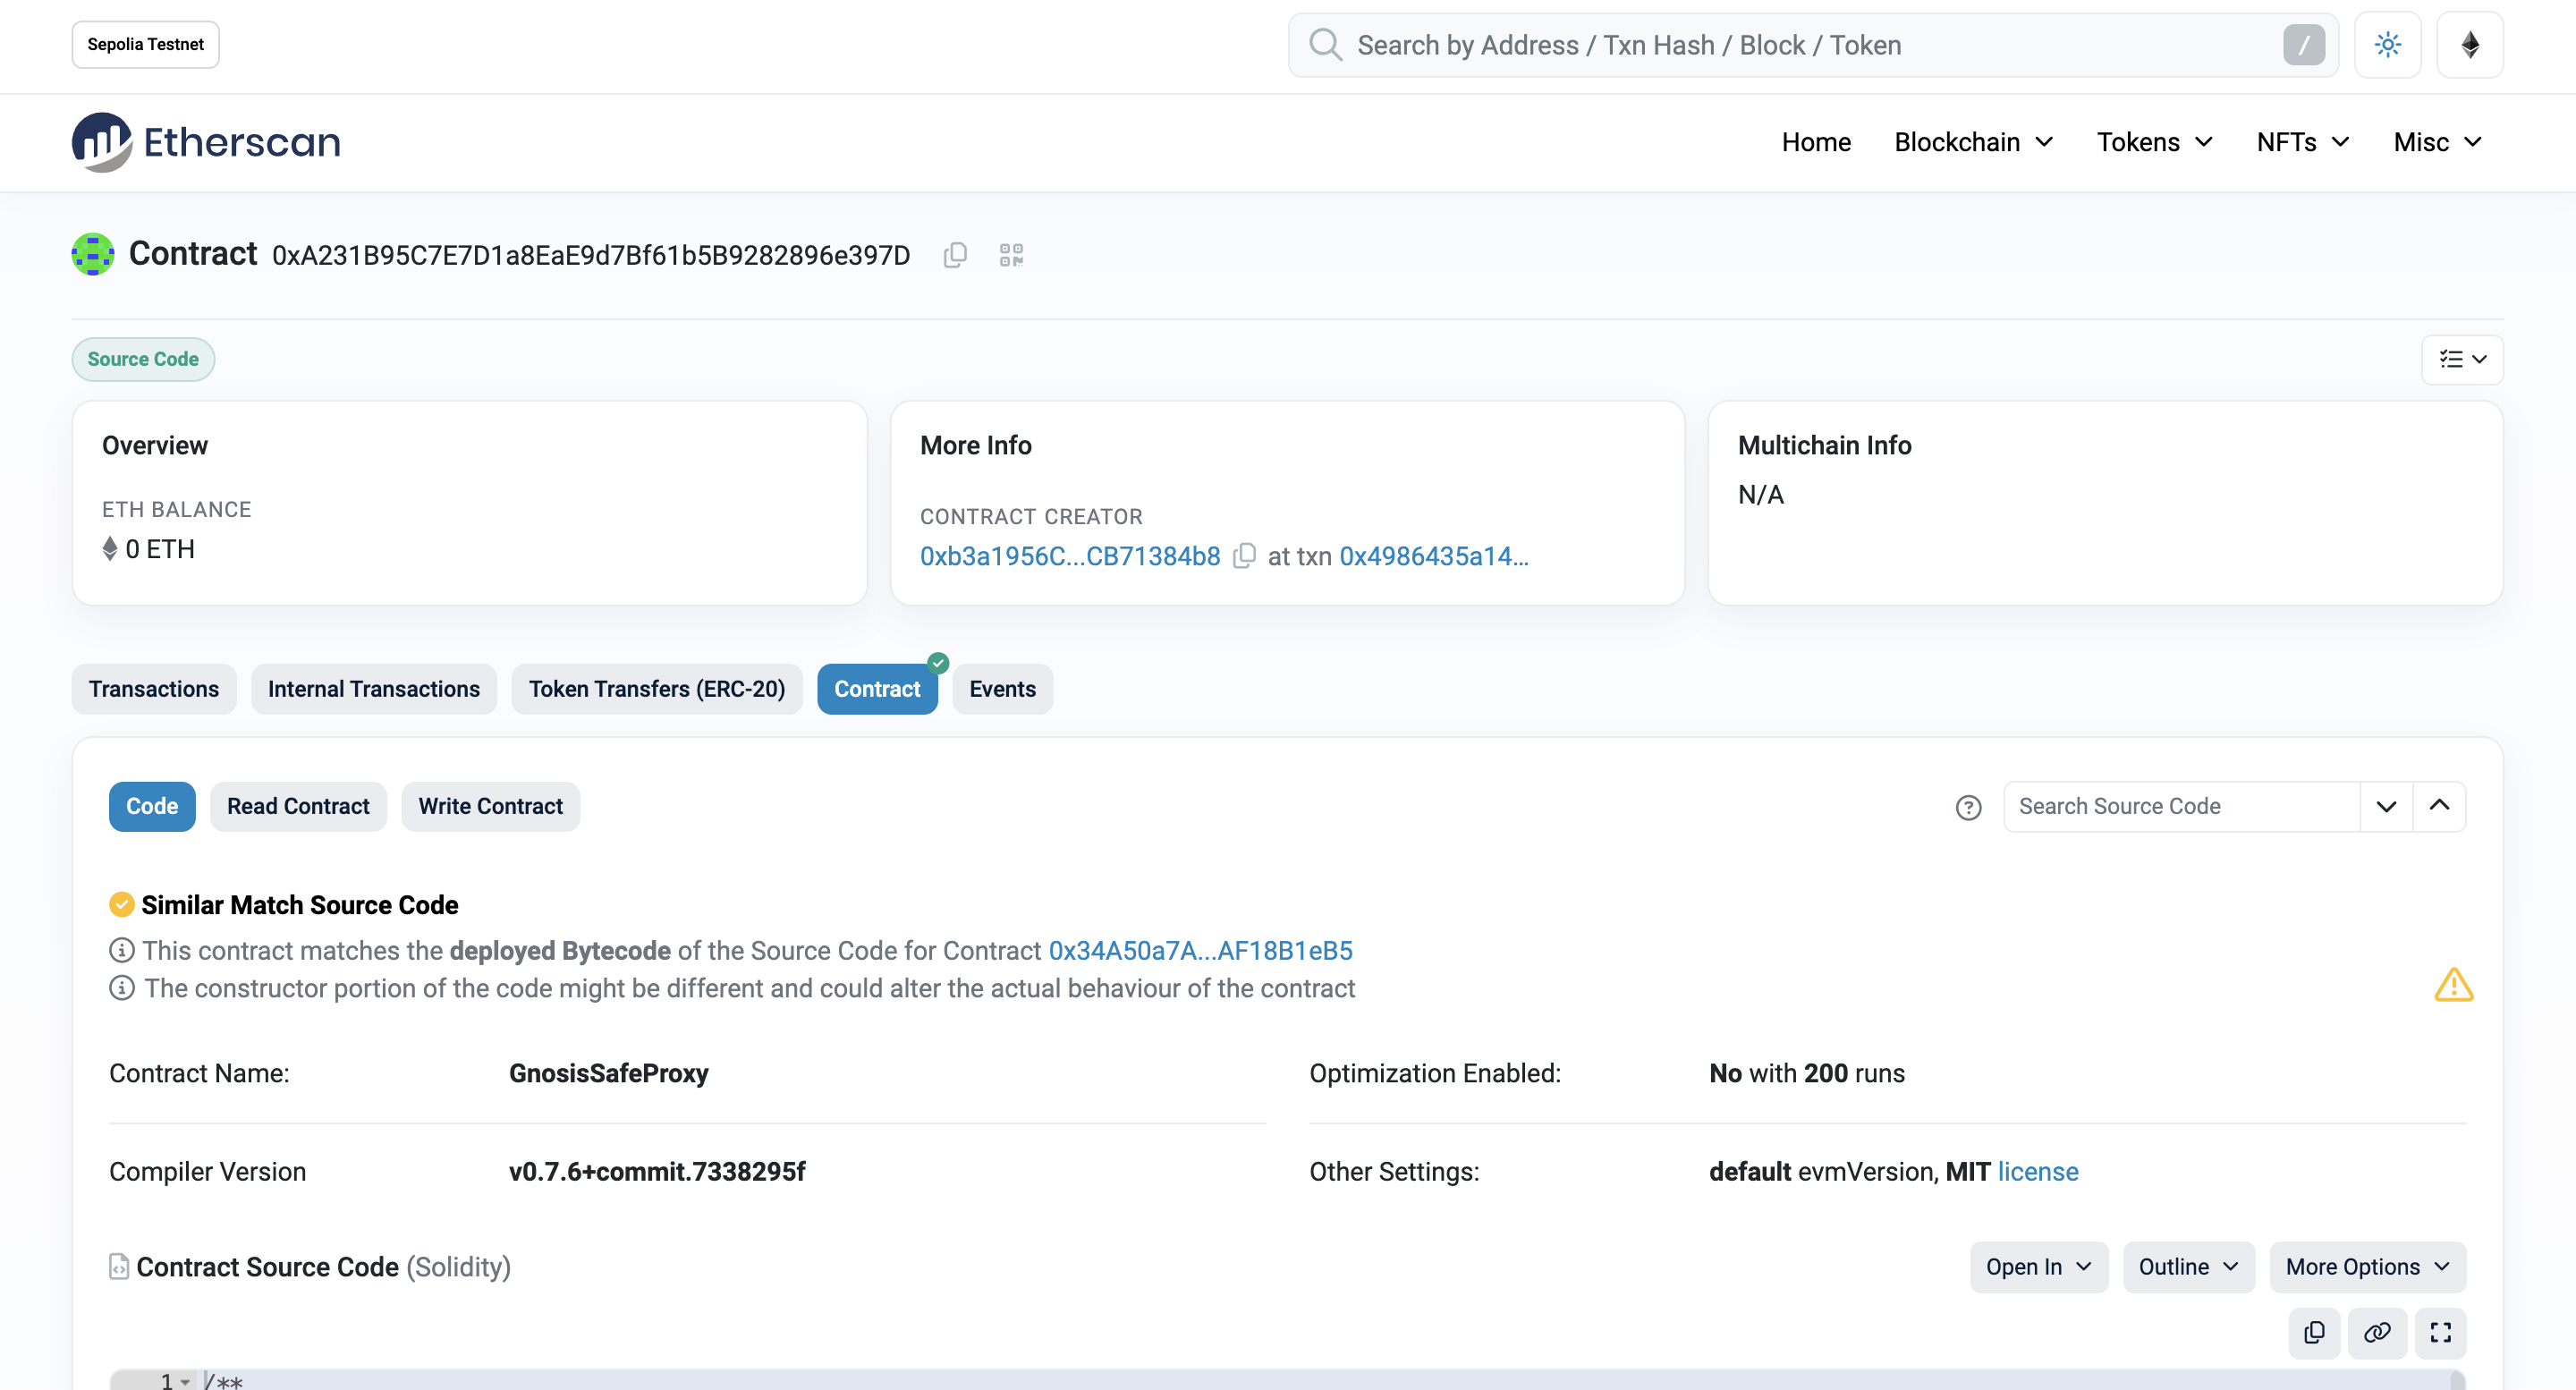 Sepolia Testnet
Search by Address / Txn Hash / Block / Token
/
Etherscan
Home Blockchain Tokens NFTs Misc
Contract 0xA231B95C7E7D1a8EaE9d7Bf61b5B9282896e397D
Source Code
Overview
ETH BALANCE
0 ETH
More Info
CONTRACT CREATOR
0xb3a1956C...CB71384b8 at txn 0x4986435a14...
Multichain Info
N/A
Transactions Internal Transactions Token Transfers (ERC-20) Contract Events
Code Read Contract Write Contract
Search Source Code
Similar Match Source Code
This contract matches the deployed Bytecode of the Source Code for Contract 0x34A50a7A...AF18B1eB5
The constructor portion of the code might be different and could alter the actual behaviour of the contract
Contract Name: GnosisSafeProxy
Optimization Enabled: No with 200 runs
Compiler Version v0.7.6+commit.7338295f
Other Settings: default evmVersion, MIT license
Contract Source Code (Solidity)
Open In Outline More Options
1 /**